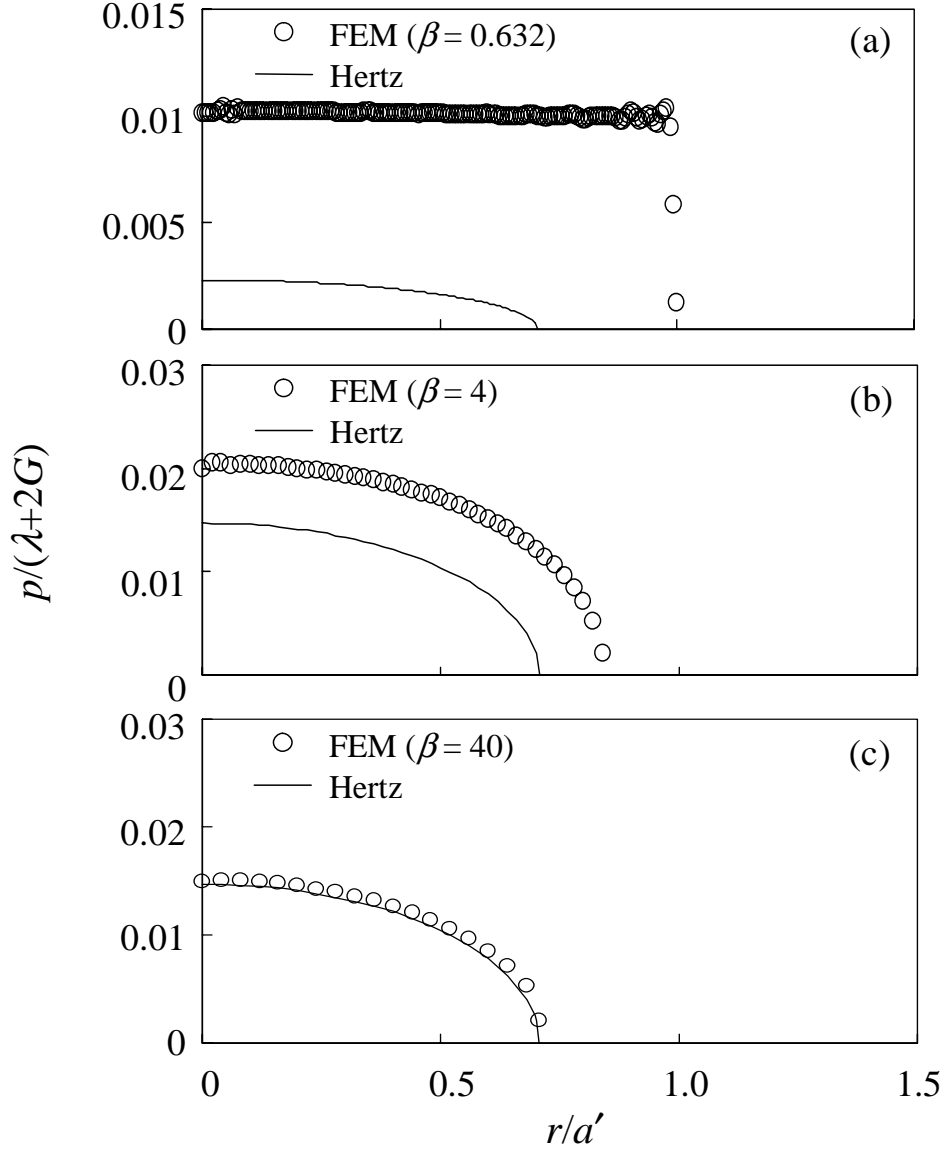 0.015
FEM (β = 0.632)
(a)
Hertz
0.01
0.005
0
0.03
FEM (β = 4)
(b)
Hertz
0.02
0.01
0
p/(λ+2G)
0.03
FEM (β = 40)
(c)
Hertz
0.02
0.01
0
0
0.5
1.0
1.5
r/a′